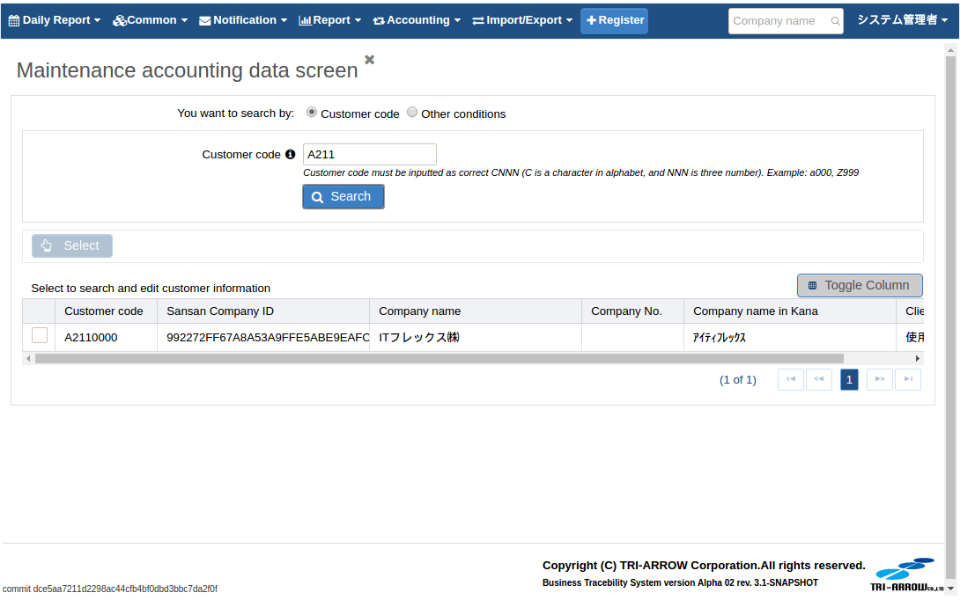 Daily Report Common Notification Report Accounting Import/Export + Register Company name システム管理者
Maintenance accounting data screen
You want to search by: Customer code Other conditions
Customer code A211
Customer code must be inputted as correct CNNN (C is a character in alphabet, and NNN is three number). Example: a000, Z999
Search
Select
Select to search and edit customer information Toggle Column
Customer code Sansan Company ID Company name Company No. Company name in Kana Clie
A2110000 992272FF67A8A53A9FFE5ABE9EAFC ITフレックス㈱ ｱｲﾃｨﾌﾚｯｸｽ 使用
(1 of 1) 1
Copyright (C) TRI-ARROW Corporation.All rights reserved.
Business Tracebility System version Alpha 02 rev. 3.1-SNAPSHOT
TRI-ARROW
commit dce5aa7211d2298ac44cfb4bf0dbd3bbc7da2f0f